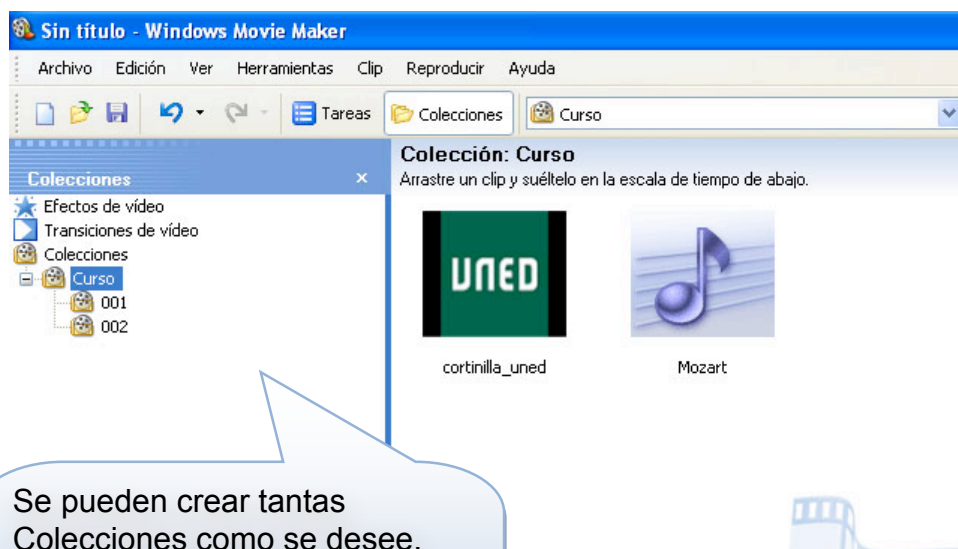 Sin título - Windows Movie Maker
Archivo Edición Ver Herramientas Clip Reproducir Ayuda
Tareas Colecciones Curso
Colecciones
Efectos de vídeo
Transiciones de vídeo
Colecciones
Curso
001
002
Colección: Curso
Arrastre un clip y suéltelo en la escala de tiempo de abajo.
UNED
cortinilla_uned Mozart
Se pueden crear tantas
Colecciones como se desee.